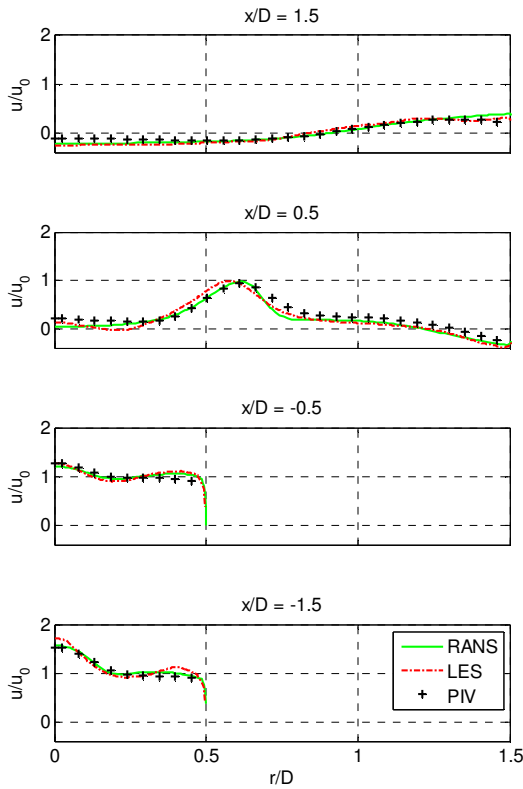 x/D = 1.5
2
1
0
u/u0
x/D = 0.5
2
1
0
u/u0
x/D = -0.5
2
1
0
u/u0
x/D = -1.5
2
1
0
u/u0
RANS
LES
PIV
0 0.5 1 1.5
r/D